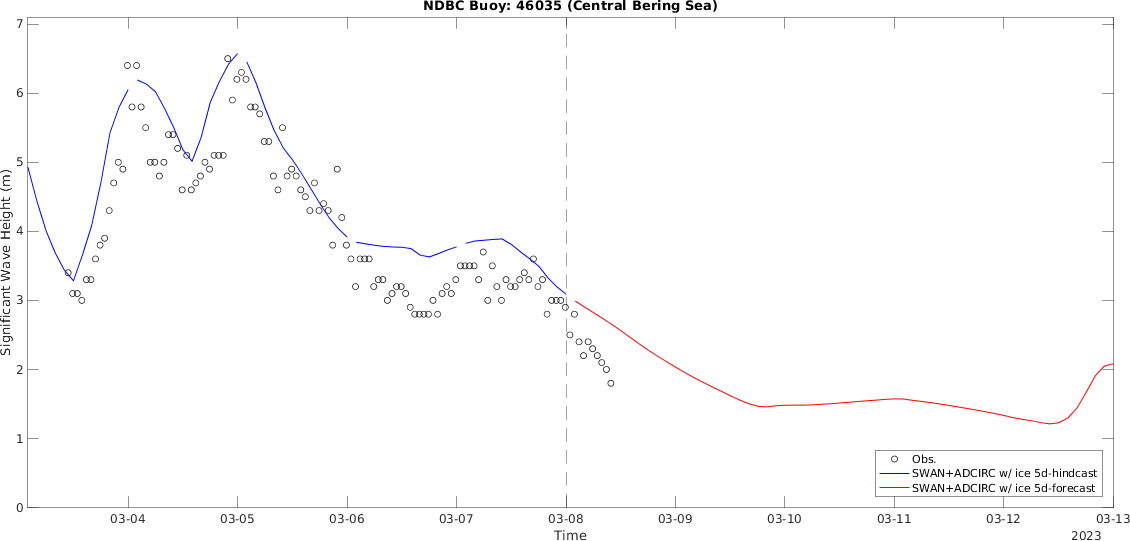 NDBC Buoy: 46035 (Central Bering Sea)
7
6
5
4
3
2
1
0
Significant Wave Height (m)
Obs.
SWAN+ADCIRC w/ ice 5d-hindcast
SWAN+ADCIRC w/ ice 5d-forecast
03-04 03-05 03-06 03-07 03-08 03-09 03-10 03-11 03-12 03-13
Time
2023